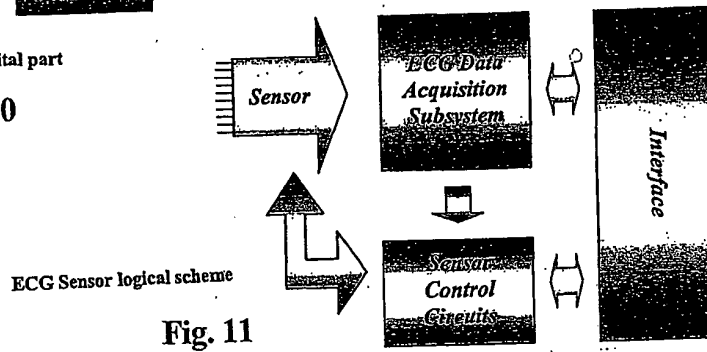 ital part
0
Sensor
ECG Data
Acquisition
Subsystem
Interface
Sensor
Control
Circuits
ECG Sensor logical scheme
Fig. 11